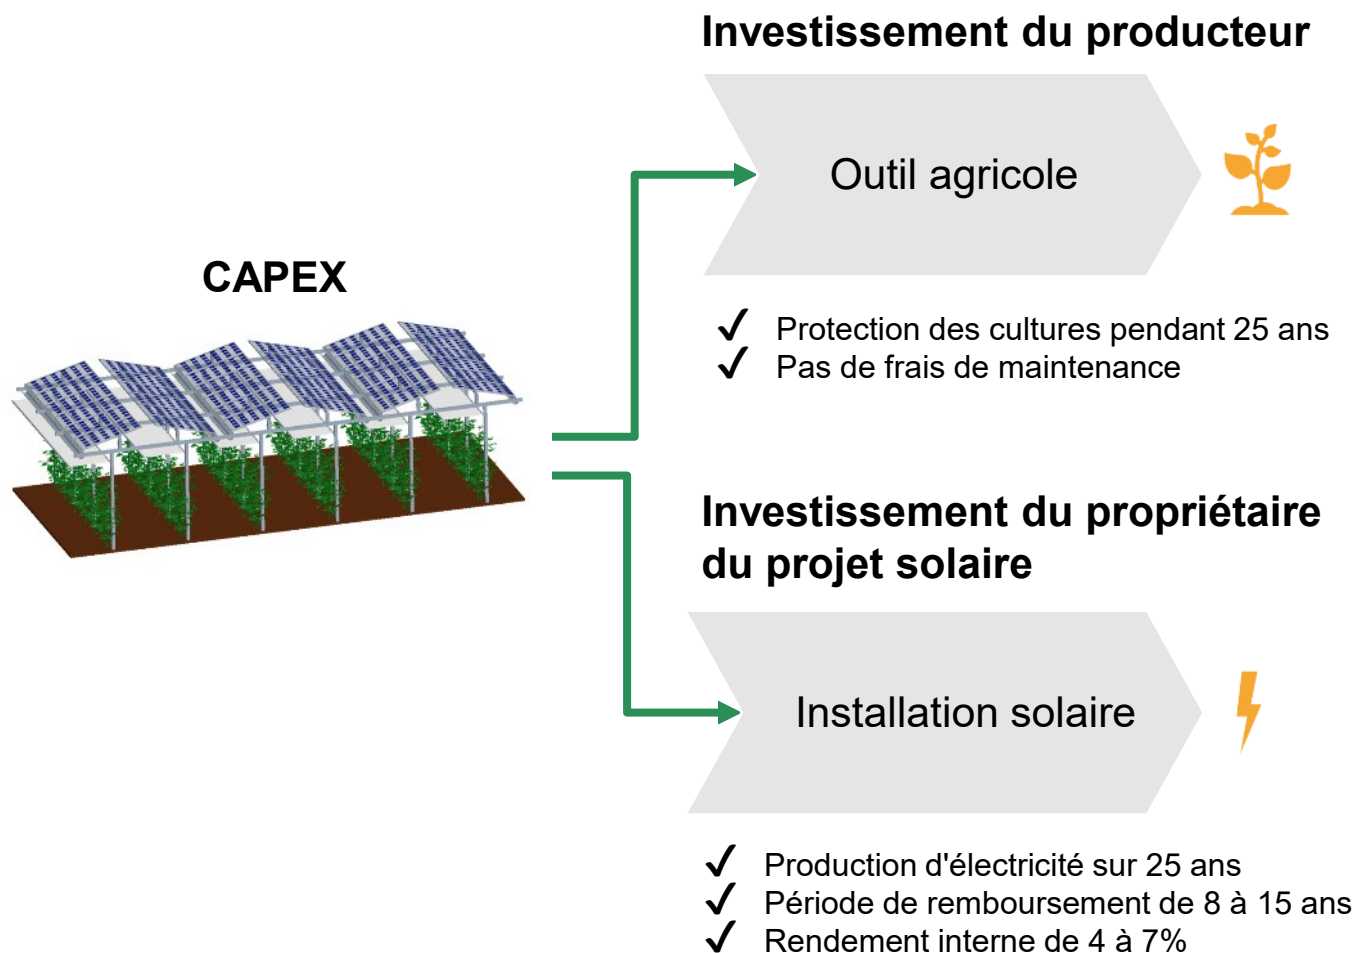 Investissement du producteur
Outil agricole
CAPEX
✓ Protection des cultures pendant 25 ans
✓ Pas de frais de maintenance
Investissement du propriétaire
du projet solaire
Installation solaire
✓ Production d'électricité sur 25 ans
✓ Période de remboursement de 8 à 15 ans
✓ Rendement interne de 4 à 7%